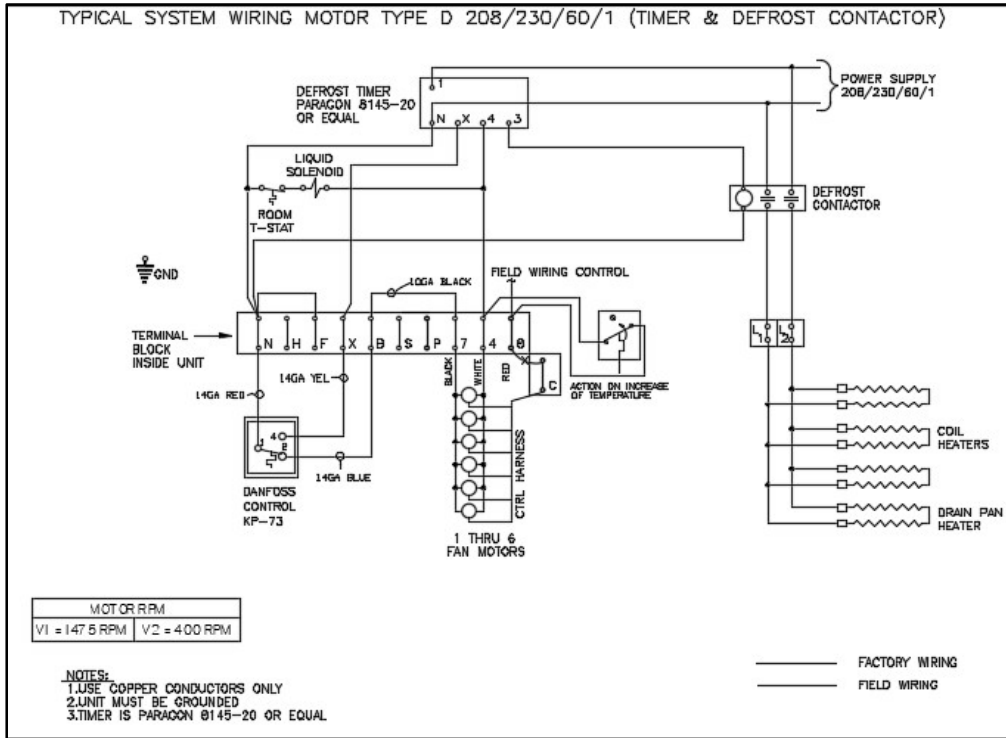 TYPICAL SYSTEM WIRING MOTOR TYPE D 208/230/60/1 (TIMER & DEFROST CONTACTOR)
DEFROST TIMER
PARAGON 8145-20
OR EQUAL
1
N X 4 3
POWER SUPPLY
208/230/60/1
LIQUID
SOLENOID
ROOM
T-STAT
DEFROST
CONTACTOR
GND
10GA BLACK
FIELD WIRING CONTROL
TERMINAL
BLOCK
INSIDE UNIT
N H F X B S P 7 4 8
C
BLACK
WHITE
RED
ACTION ON INCREASE
OF TEMPERATURE
1 2
14GA YEL
14GA RED
4
1
2
14GA BLUE
DANFOSS
CONTROL
KP-73
CTRL HARNESS
1 THRU 6
FAN MOTORS
COIL
HEATERS
DRAIN PAN
HEATER
MOTOR RPM
V1 = 1475 RPM V2 = 400 RPM
NOTES:
1.USE COPPER CONDUCTORS ONLY
2.UNIT MUST BE GROUNDED
3.TIMER IS PARAGON 8145-20 OR EQUAL
FACTORY WIRING
FIELD WIRING